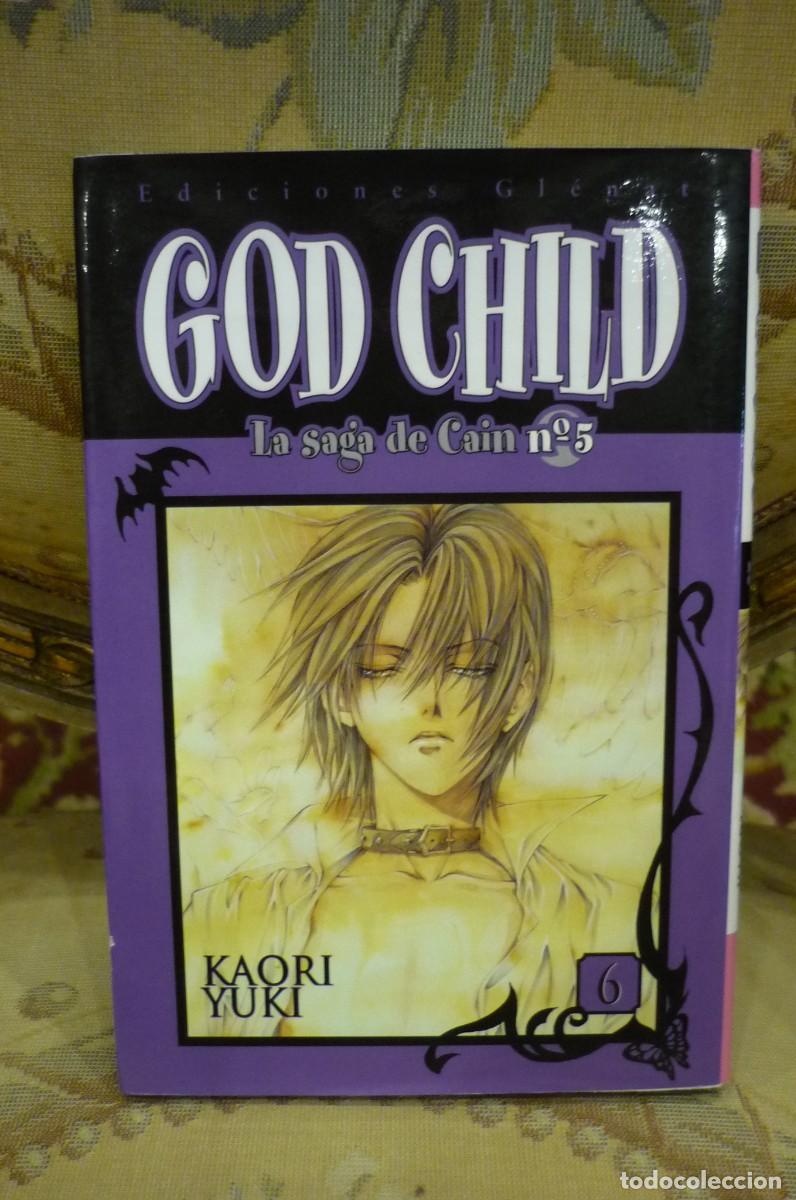 Ediciones Glénat
GOD CHILD
La saga de Cain nº5
KAORI
YUKI
6
todocoleccion